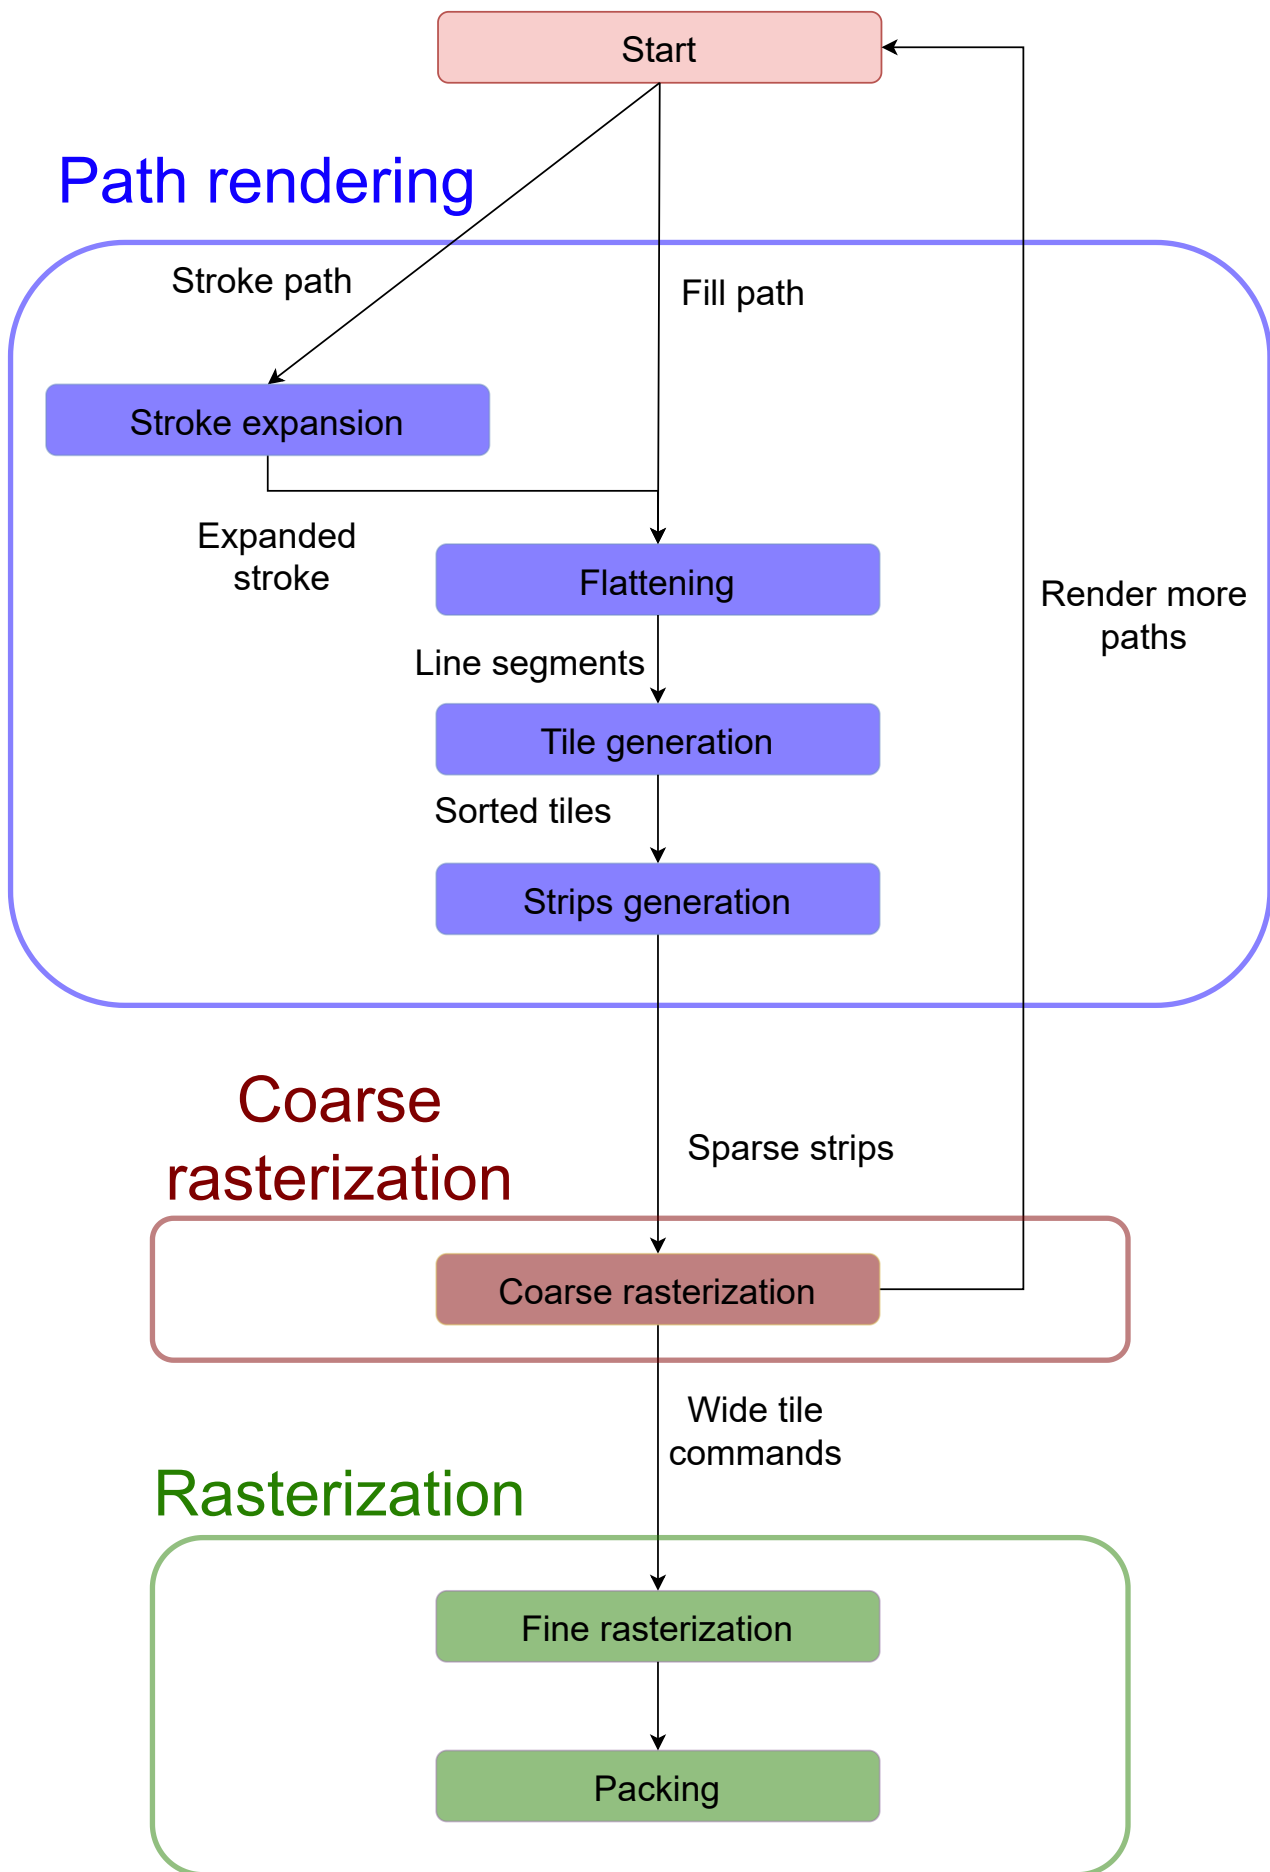 Start
Path rendering
Stroke path
Fill path
Stroke expansion
Expanded
stroke
Flattening
Render more
paths
Line segments
Tile generation
Sorted tiles
Strips generation
Coarse
rasterization
Sparse strips
Coarse rasterization
Wide tile
commands
Rasterization
Fine rasterization
Packing